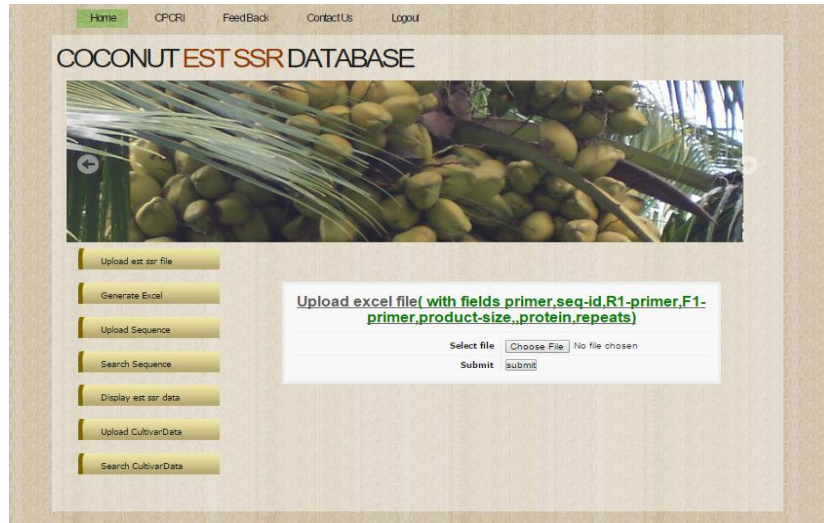 Home CPCRI FeedBack ContactUs Logout
COCONUT EST SSR DATABASE
Upload est ssr file
Generate Excel
Upload Sequence
Search Sequence
Display est ssr data
Upload CultivarData
Search CultivarData
Upload excel file( with fields primer,seq-id,R1-primer,F1-
primer,product-size,,protein,repeats)
Select file Choose File No file chosen
Submit submit